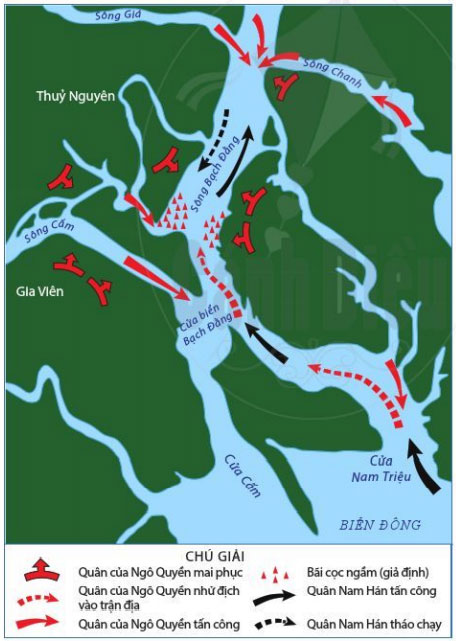 Sông Giá
Sông Chanh
Thuỷ Nguyên
Sông Bạch Đằng
Sông Cấm
Gia Viên
Cửa biển
Bạch Đằng
Cánh Diều
Cửa Cấm
Cửa
Nam Triệu
BIỂN ĐÔNG
CHÚ GIẢI
Quân của Ngô Quyền mai phục
Quân của Ngô Quyền nhử địch
vào trận địa
Quân của Ngô Quyền tấn công
Bãi cọc ngầm (giả định)
Quân Nam Hán tấn công
Quân Nam Hán tháo chạy